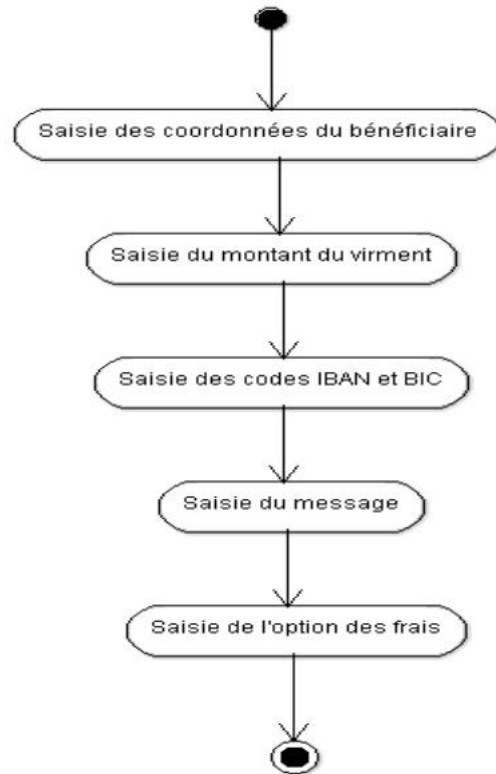 Saisie des coordonnées du bénéficiaire
Saisie du montant du virment
Saisie des codes IBAN et BIC
Saisie du message
Saisie de l'option des frais